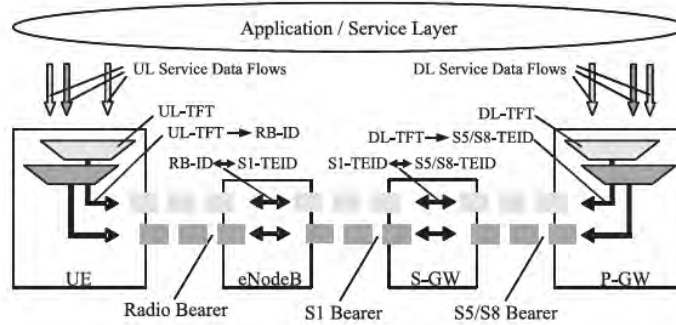 Application / Service Layer
UL Service Data Flows
DL Service Data Flows
UL-TFT
DL-TFT
UL-TFT RB-ID
DL-TFT S5/S8-TEID
RB-ID S1-TEID
S1-TEID S5/S8-TEID
UE
eNodeB
S-GW
P-GW
Radio Bearer
S1 Bearer
S5/S8 Bearer